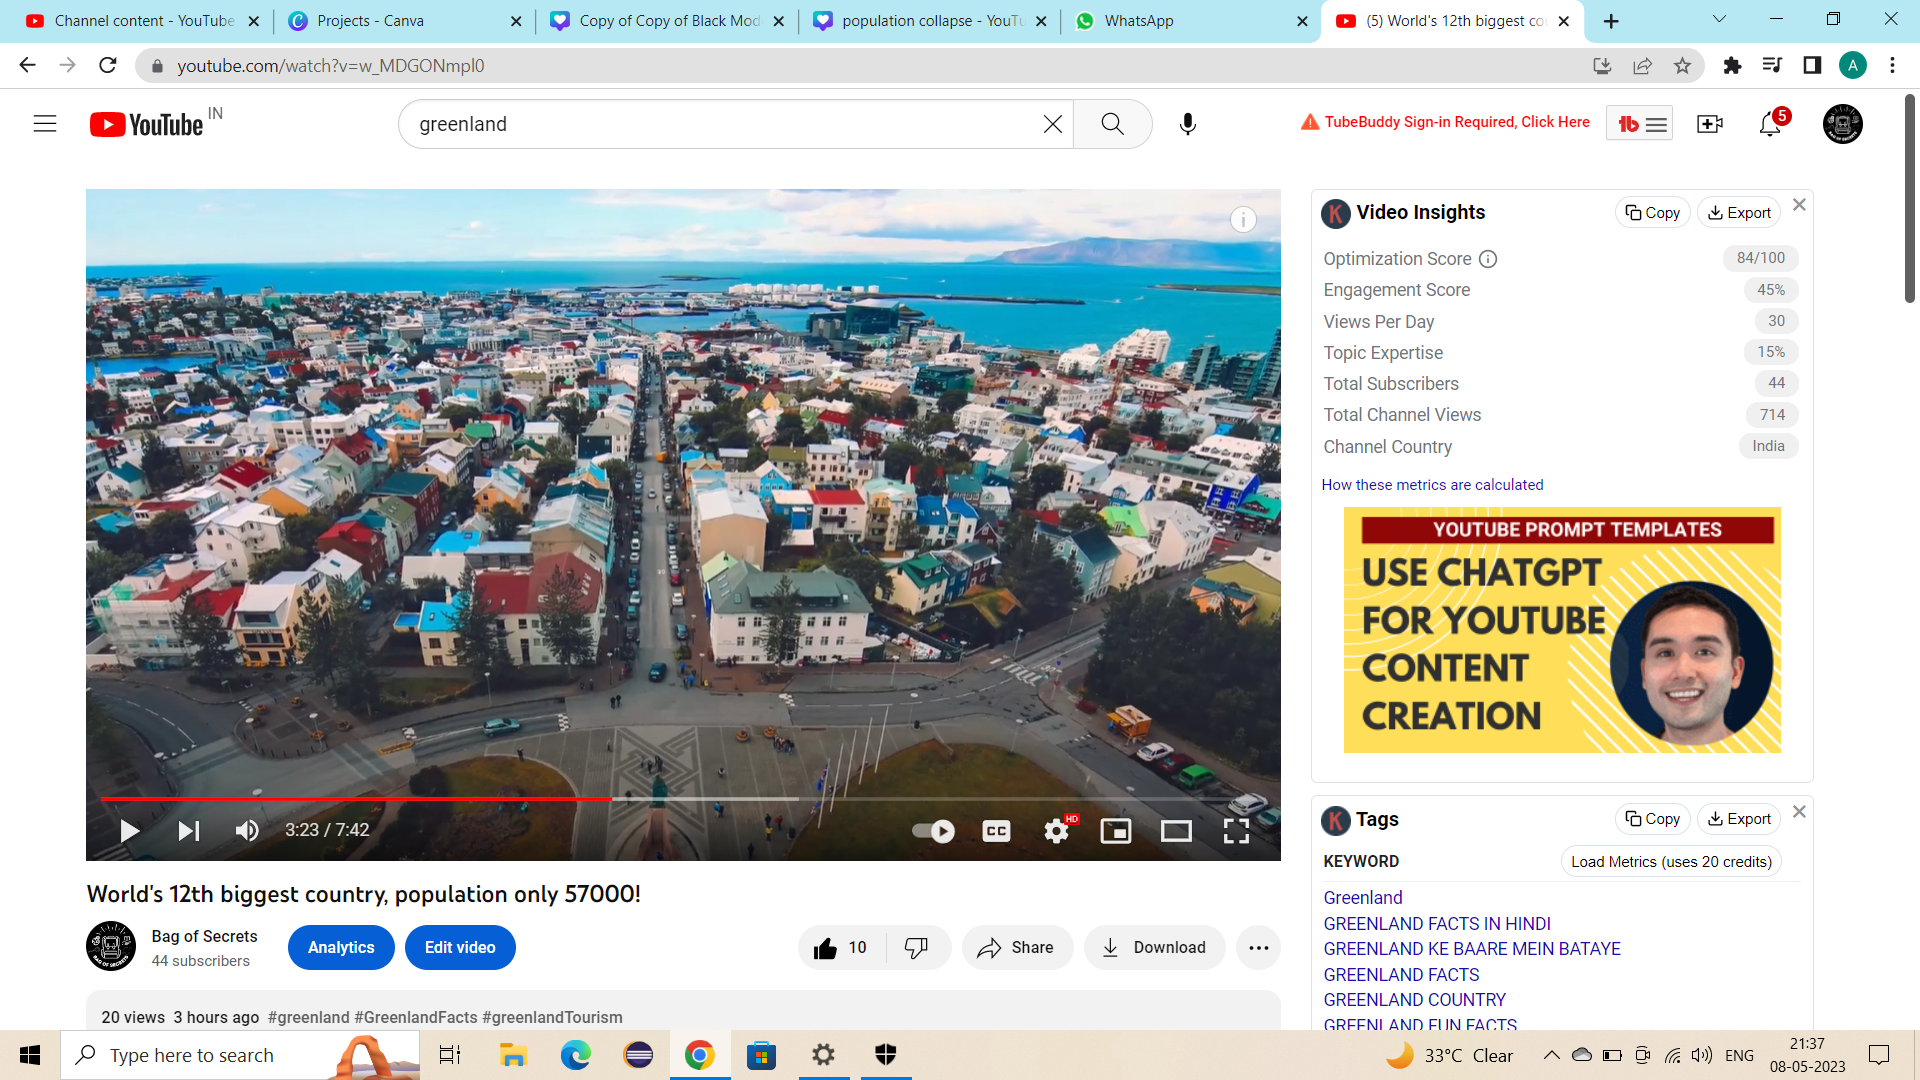 Channel content - YouTube
Projects - Canva
Copy of Copy of Black Mod
population collapse - YouTu
WhatsApp
(5) World's 12th biggest co
youtube.com/watch?v=w_MDGONmpl0
A
YouTube IN
greenland
TubeBuddy Sign-in Required, Click Here
tb
5
Video Insights
Copy
Export
Optimization Score 84/100
Engagement Score 45%
Views Per Day 30
Topic Expertise 15%
Total Subscribers 44
Total Channel Views 714
Channel Country India
How these metrics are calculated
YOUTUBE PROMPT TEMPLATES
USE CHATGPT
FOR YOUTUBE
CONTENT
CREATION
3:23 / 7:42
CC
HD
World's 12th biggest country, population only 57000!
Bag of Secrets
44 subscribers
Analytics
Edit video
10
Share
Download
20 views 3 hours ago #greenland #GreenlandFacts #greenlandTourism
K
Tags
Copy
Export
KEYWORD
Load Metrics (uses 20 credits)
Greenland
GREENLAND FACTS IN HINDI
GREENLAND KE BAARE MEIN BATAYE
GREENLAND FACTS
GREENLAND COUNTRY
GREENLAND FUN FACTS
Type here to search
33°C Clear
ENG
21:37
08-05-2023